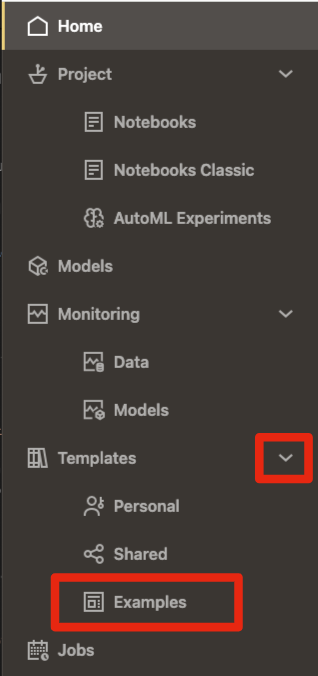 Home
Project
Notebooks
Notebooks Classic
AutoML Experiments
Models
Monitoring
Data
Models
Templates
Personal
Shared
Examples
Jobs